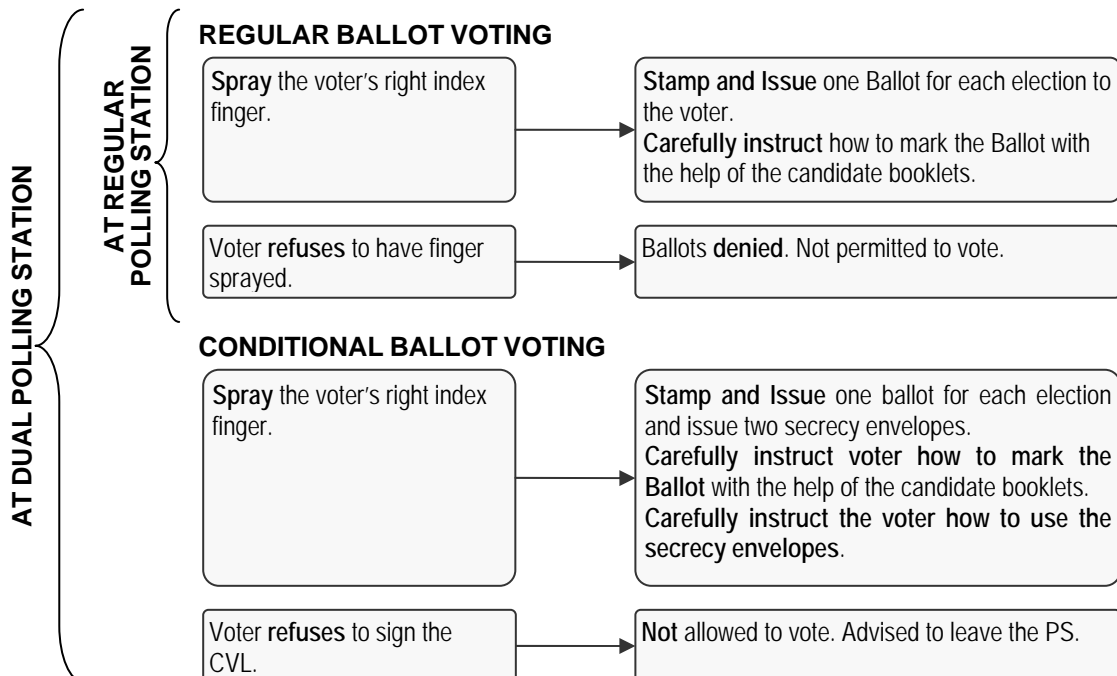 AT DUAL POLLING STATION
AT REGULAR
POLLING STATION
REGULAR BALLOT VOTING
Spray the voter's right index
finger.
Stamp and Issue one Ballot for each election to
the voter.
Carefully instruct how to mark the Ballot with
the help of the candidate booklets.
Voter refuses to have finger
sprayed.
Ballots denied. Not permitted to vote.
CONDITIONAL BALLOT VOTING
Spray the voter's right index
finger.
Stamp and Issue one ballot for each election
and issue two secrecy envelopes.
Carefully instruct voter how to mark the
Ballot with the help of the candidate booklets.
Carefully instruct the voter how to use the
secrecy envelopes.
Voter refuses to sign the
CVL.
Not allowed to vote. Advised to leave the PS.